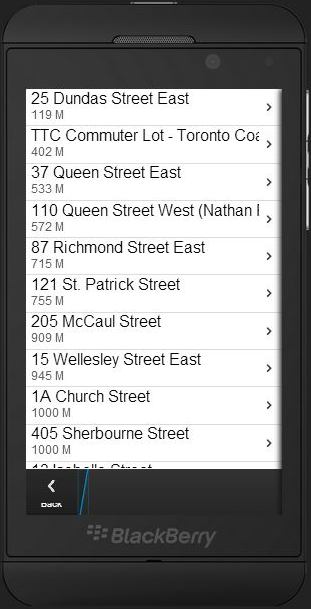 25 Dundas Street East
119 M
TTC Commuter Lot - Toronto Coa
402 M
37 Queen Street East
533 M
110 Queen Street West (Nathan P
572 M
87 Richmond Street East
715 M
121 St. Patrick Street
755 M
205 McCaul Street
909 M
15 Wellesley Street East
945 M
1A Church Street
1000 M
405 Sherbourne Street
1000 M
Street
Back
BlackBerry